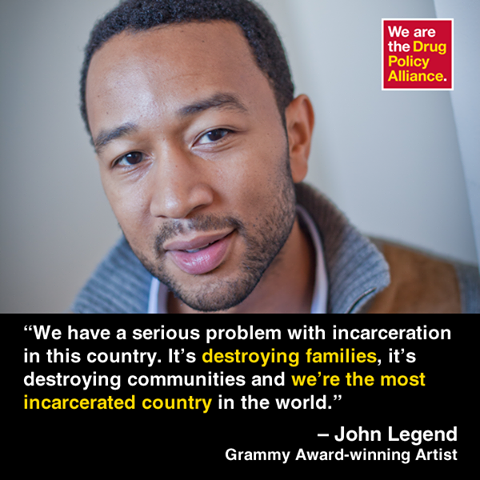 We are
the Drug
Policy
Alliance.
“We have a serious problem with incarceration
in this country. It’s destroying families, it’s
destroying communities and we’re the most
incarcerated country in the world.”
– John Legend
Grammy Award-winning Artist